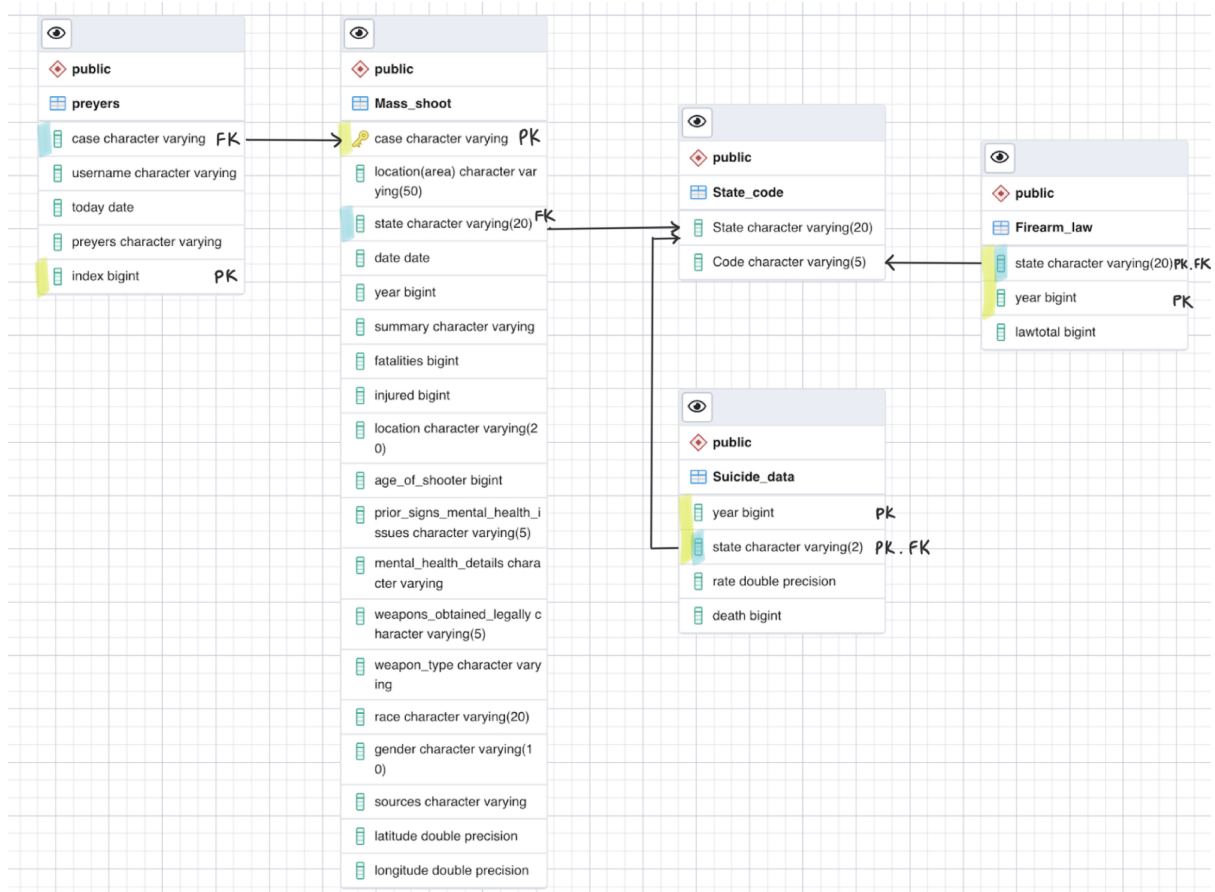 public
preyers
case character varying FK
username character varying
today date
preyers character varying
index bigint PK
public
Mass_shoot
case character varying PK
location(area) character var
ying(50)
state character varying(20) FK
date date
year bigint
summary character varying
fatalities bigint
injured bigint
location character varying(2
0)
age_of_shooter bigint
prior_signs_mental_health_i
ssues character varying(5)
mental_health_details chara
cter varying
weapons_obtained_legally c
haracter varying(5)
weapon_type character vary
ing
race character varying(20)
gender character varying(1
0)
sources character varying
latitude double precision
longitude double precision
public
State_code
State character varying(20)
Code character varying(5)
public
Suicide_data
year bigint PK
state character varying(2) PK . FK
rate double precision
death bigint
public
Firearm_law
state character varying(20) PK.FK
year bigint PK
lawtotal bigint